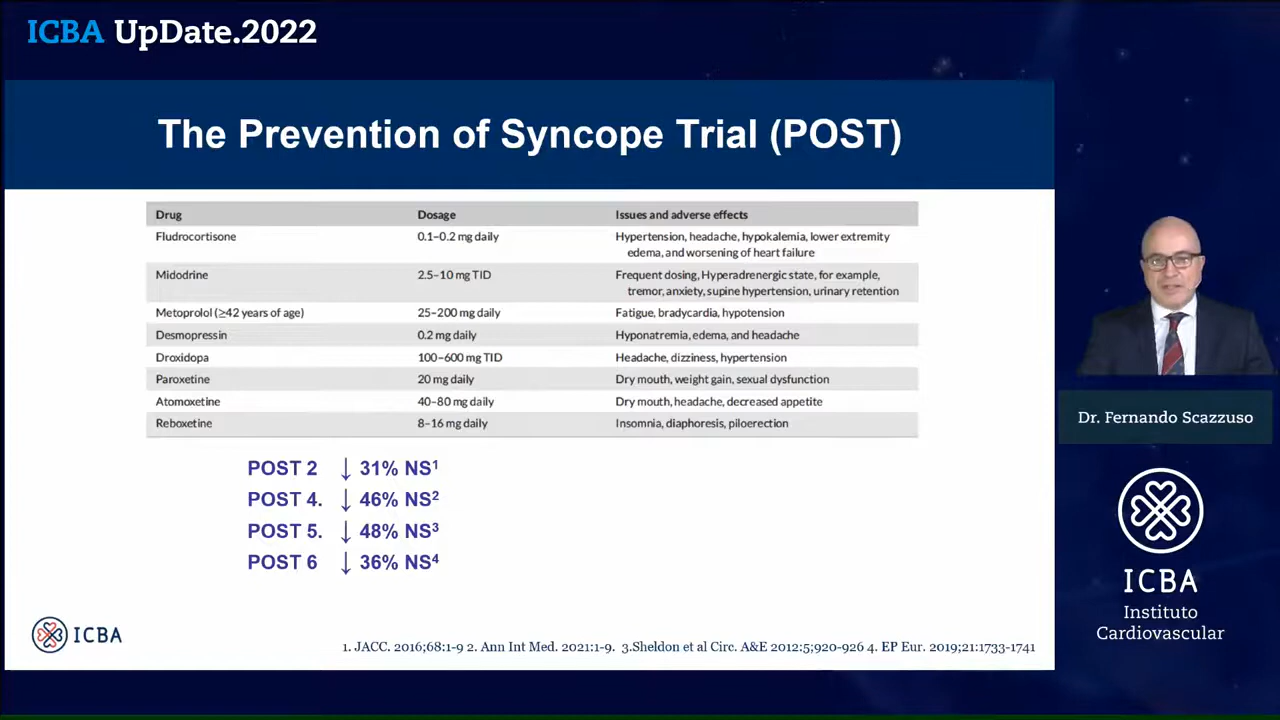 ICBA UpDate.2022
The Prevention of Syncope Trial (POST)
Drug Dosage Issues and adverse effects
Fludrocortisone 0.1–0.2 mg daily Hypertension, headache, hypokalemia, lower extremity
edema, and worsening of heart failure
Midodrine 2.5–10 mg TID Frequent dosing, Hyperadrenergic state, for example,
tremor, anxiety, supine hypertension, urinary retention
Metoprolol (≥42 years of age) 25–200 mg daily Fatigue, bradycardia, hypotension
Desmopressin 0.2 mg daily Hyponatremia, edema, and headache
Droxidopa 100–600 mg TID Headache, dizziness, hypertension
Paroxetine 20 mg daily Dry mouth, weight gain, sexual dysfunction
Atomoxetine 40–80 mg daily Dry mouth, headache, decreased appetite
Reboxetine 8–16 mg daily Insomnia, diaphoresis, piloerection
POST 2 ↓ 31% NS¹
POST 4. ↓ 46% NS²
POST 5. ↓ 48% NS³
POST 6 ↓ 36% NS⁴
ICBA
1. JACC. 2016;68:1-9 2. Ann Int Med. 2021:1-9. 3.Sheldon et al Circ. A&E 2012:5;920-926 4. EP Eur. 2019;21:1733-1741
Dr. Fernando Scazzuso
ICBA
Instituto
Cardiovascular